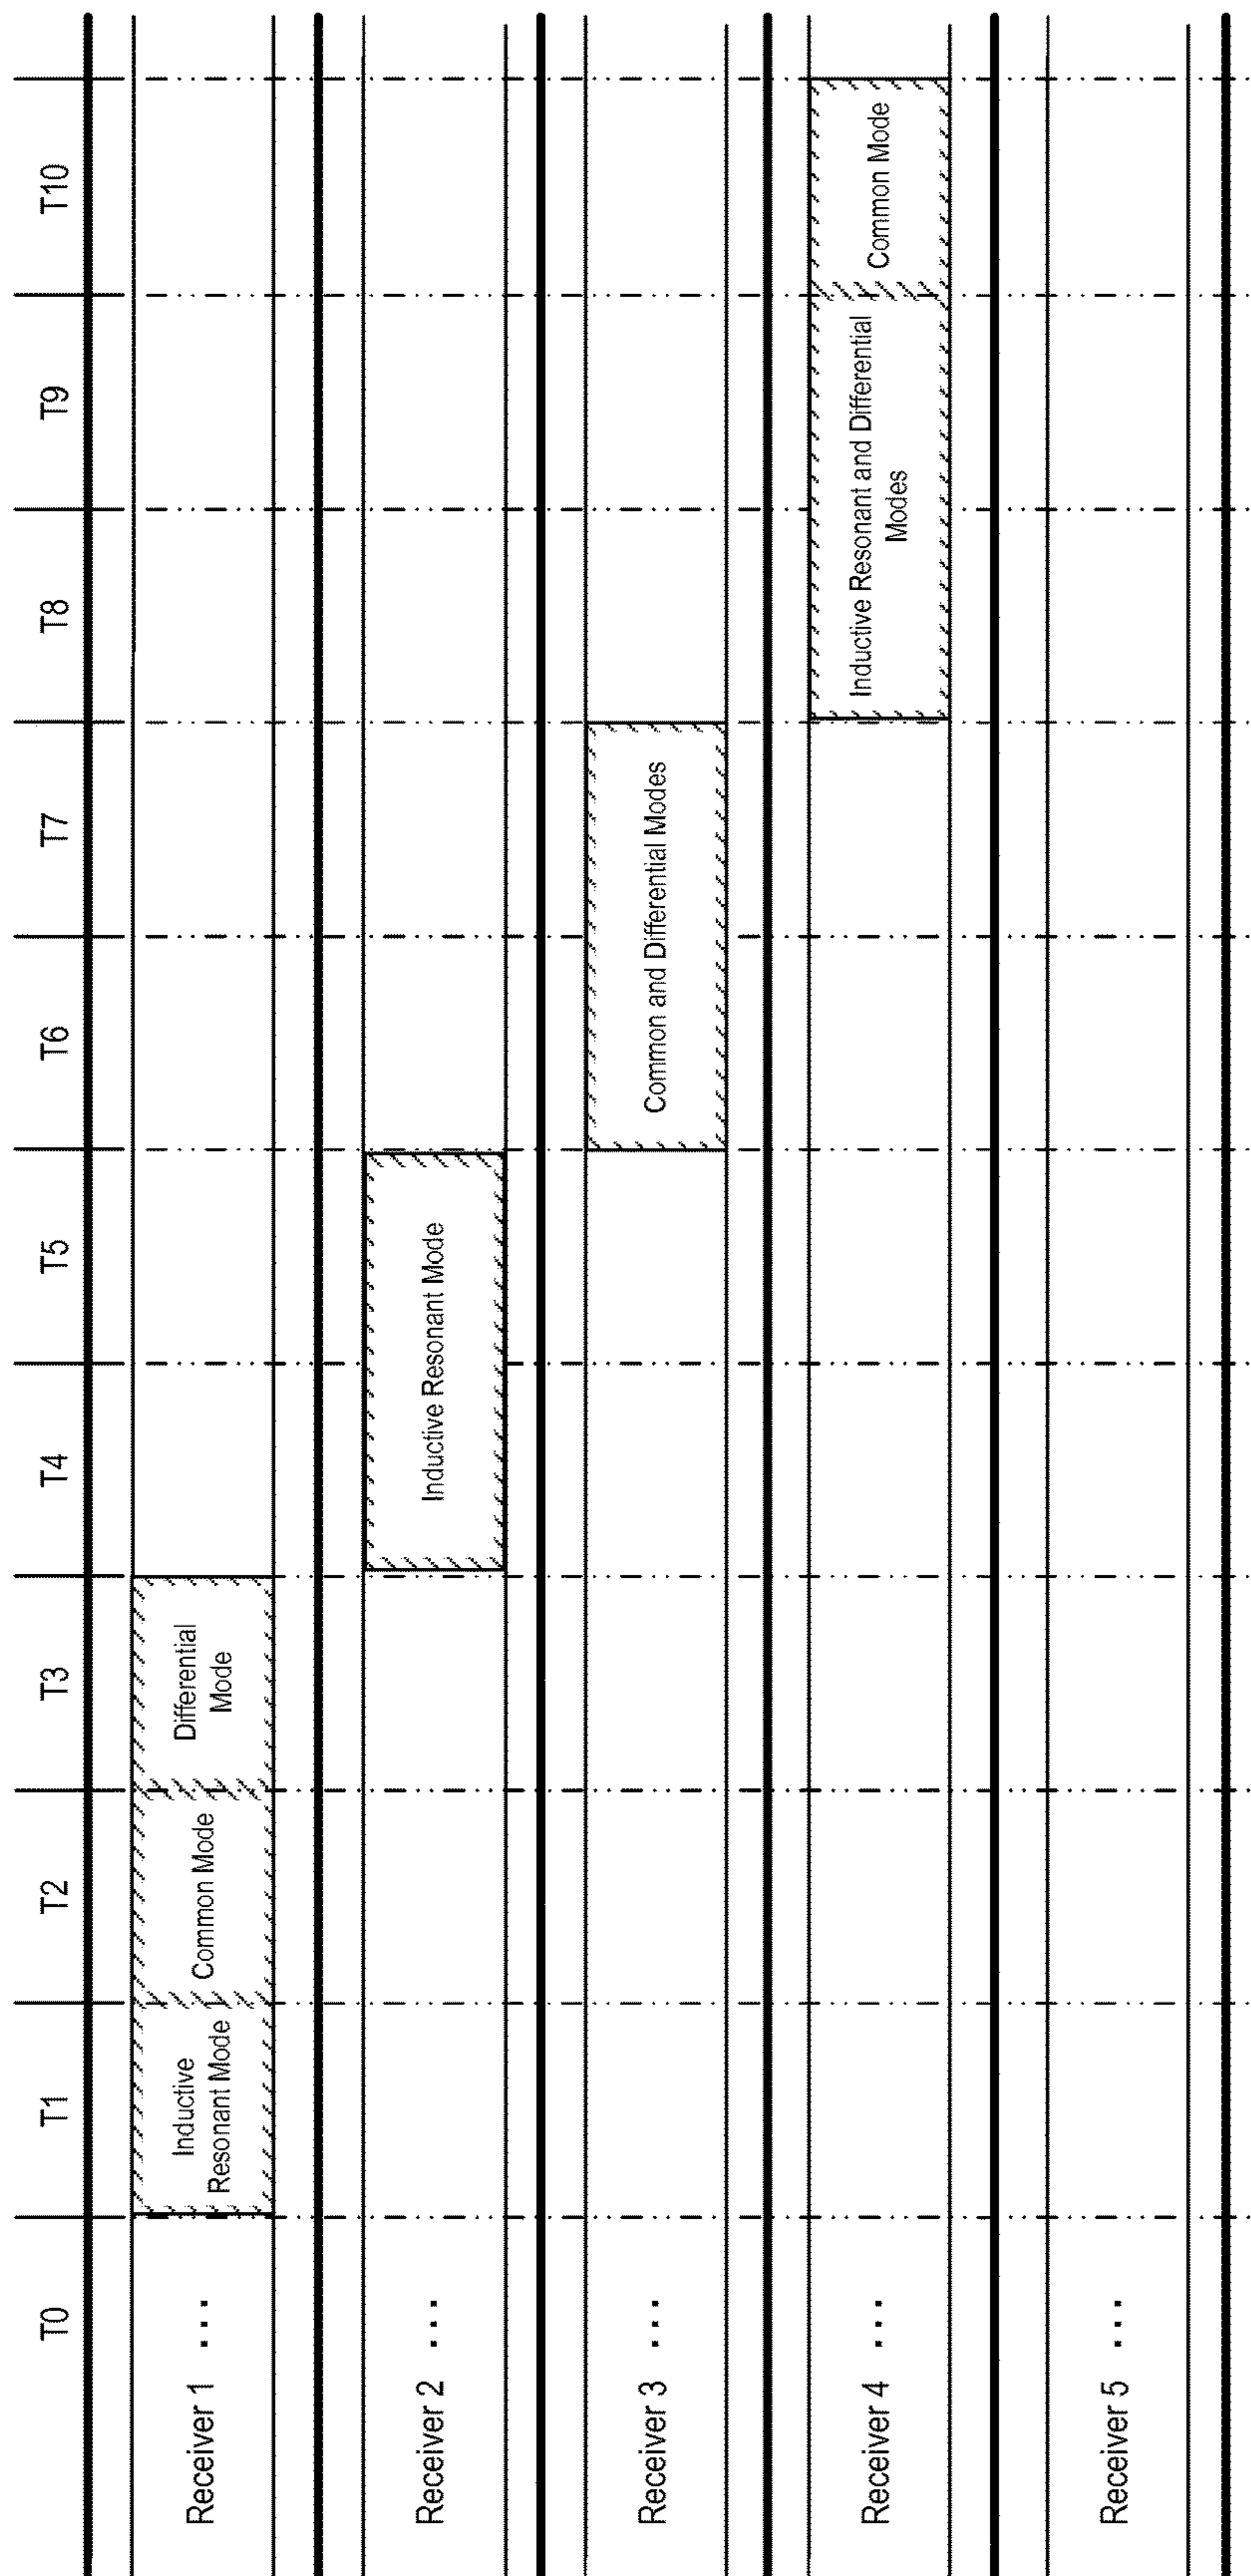 T0 T1 T2 T3 T4 T5 T6 T7 T8 T9 T10
Receiver 1 ...
Inductive
Resonant Mode
Common Mode
Differential
Mode
Receiver 2 ...
Inductive Resonant Mode
Receiver 3 ...
Common and Differential Modes
Receiver 4 ...
Inductive Resonant and Differential
Modes
Common Mode
Receiver 5 ...